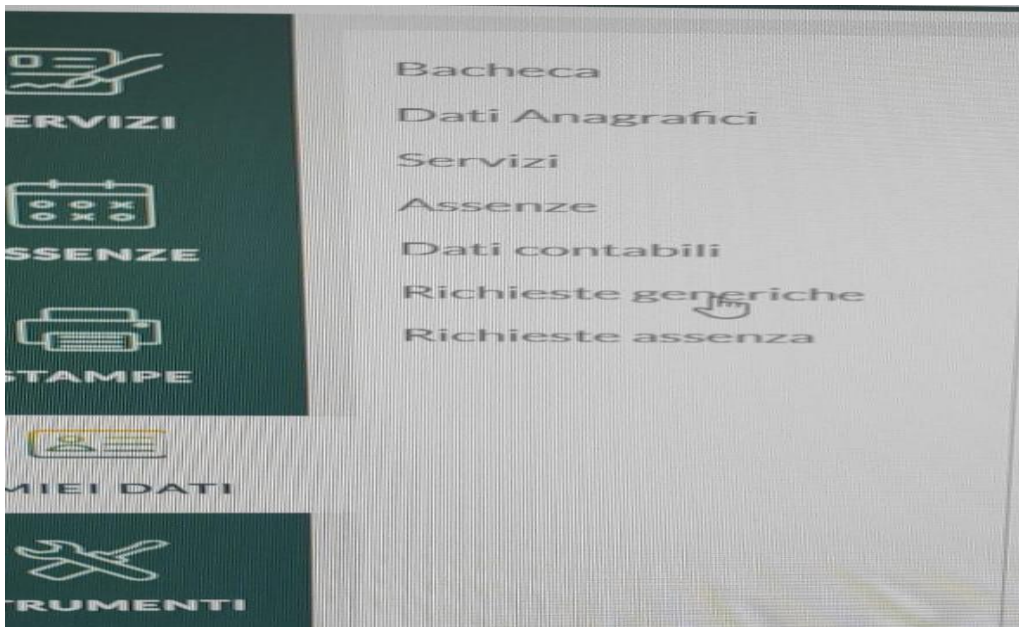 ERVIZI
SSENZE
STAMPE
MIEI DATI
TRUMENTI
Bacheca
Dati Anagrafici
Servizi
Assenze
Dati contabili
Richieste generiche
Richieste assenza